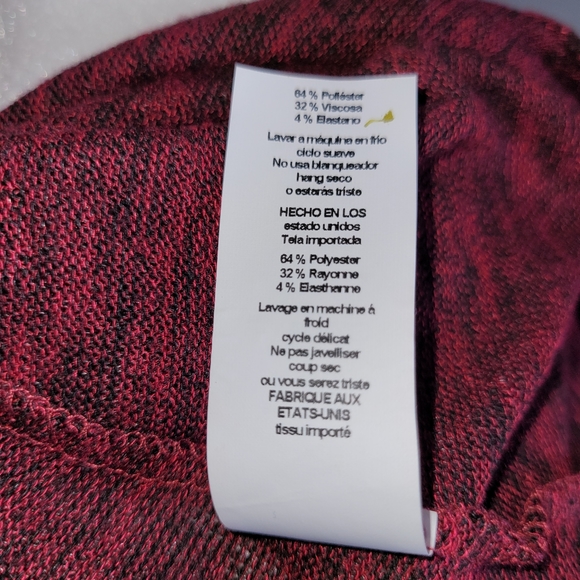 64 % Poliéster
32 % Viscosa
4 % Elastano
Lavar a máquina en frío
ciclo suave
No usa blanqueador
hang seco
o estarás triste
HECHO EN LOS
estado unidos
Tela importada
64 % Polyester
32 % Rayonne
4 % Elasthanne
Lavage en machine á
froid
cycle délicat
Ne pas javelliser
coup sec
ou vous serez triste
FABRIQUE AUX
ETATS-UNIS
tissu importé